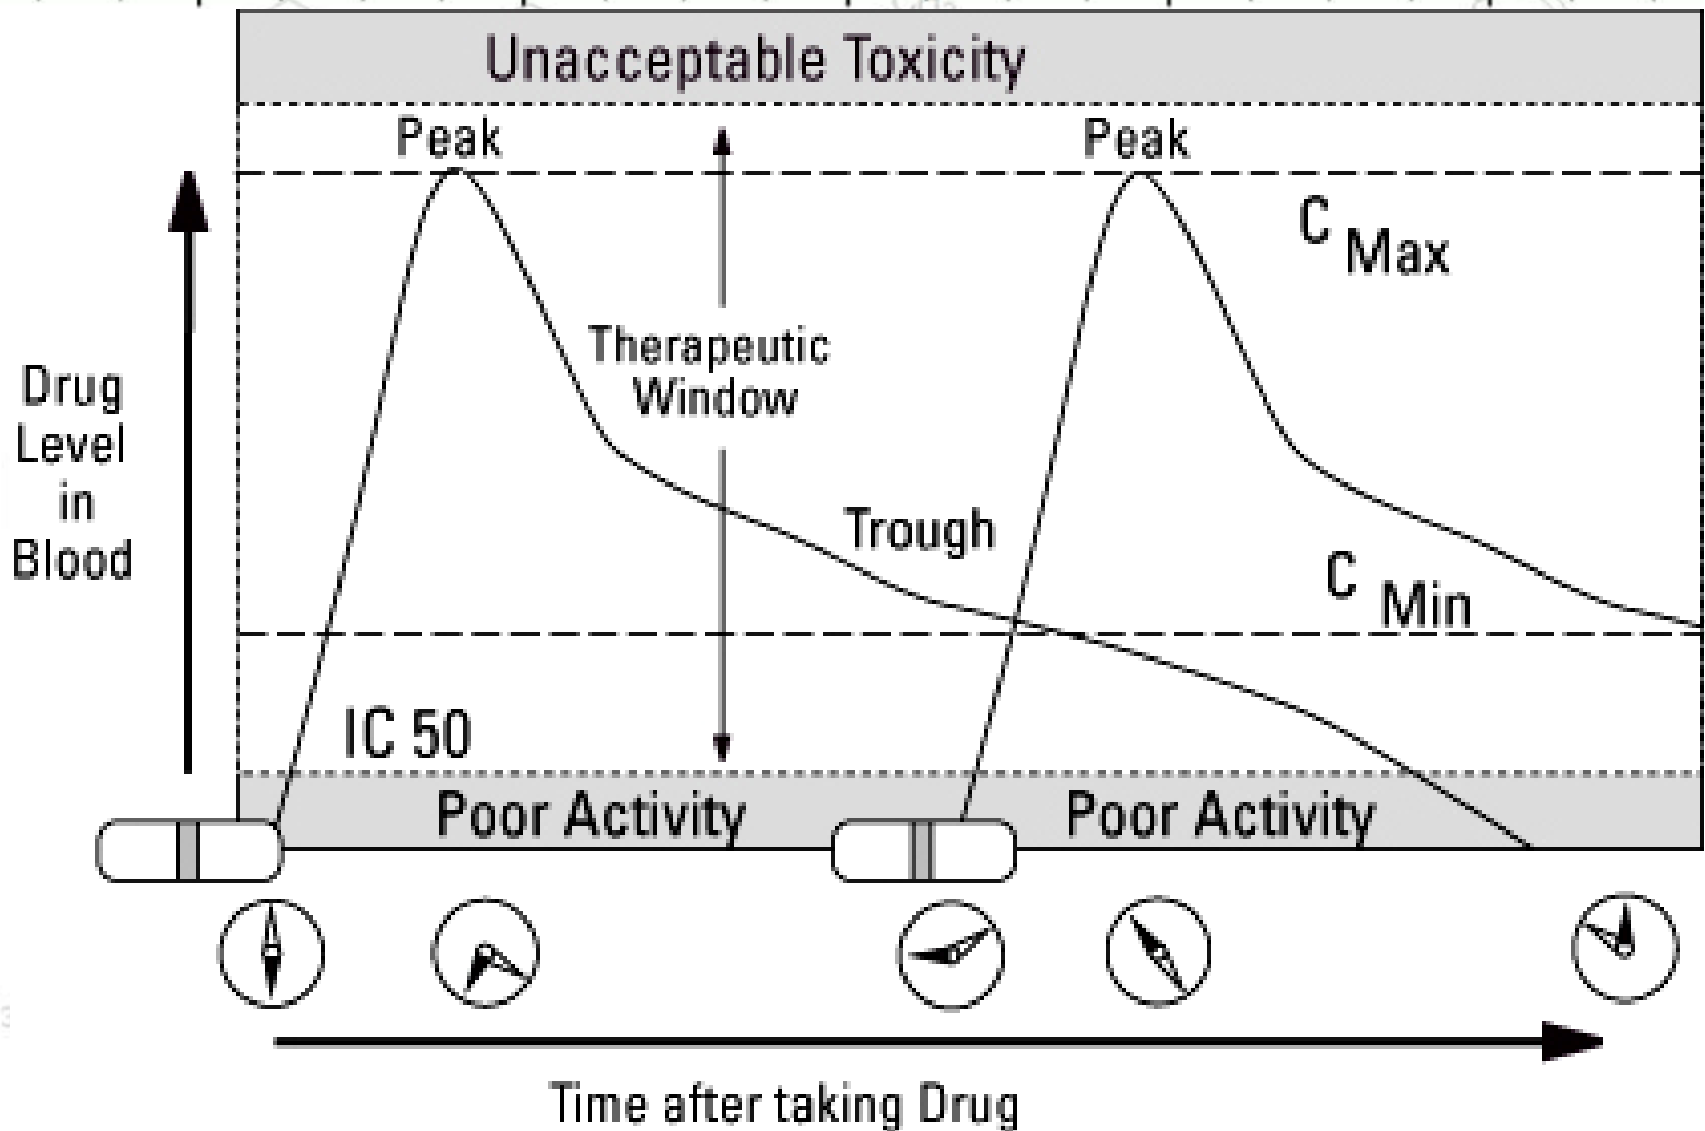 Unacceptable Toxicity
Peak
Peak
C Max
Therapeutic
Window
Drug
Level
in
Blood
Trough
C Min
IC 50
Poor Activity
Poor Activity
Time after taking Drug